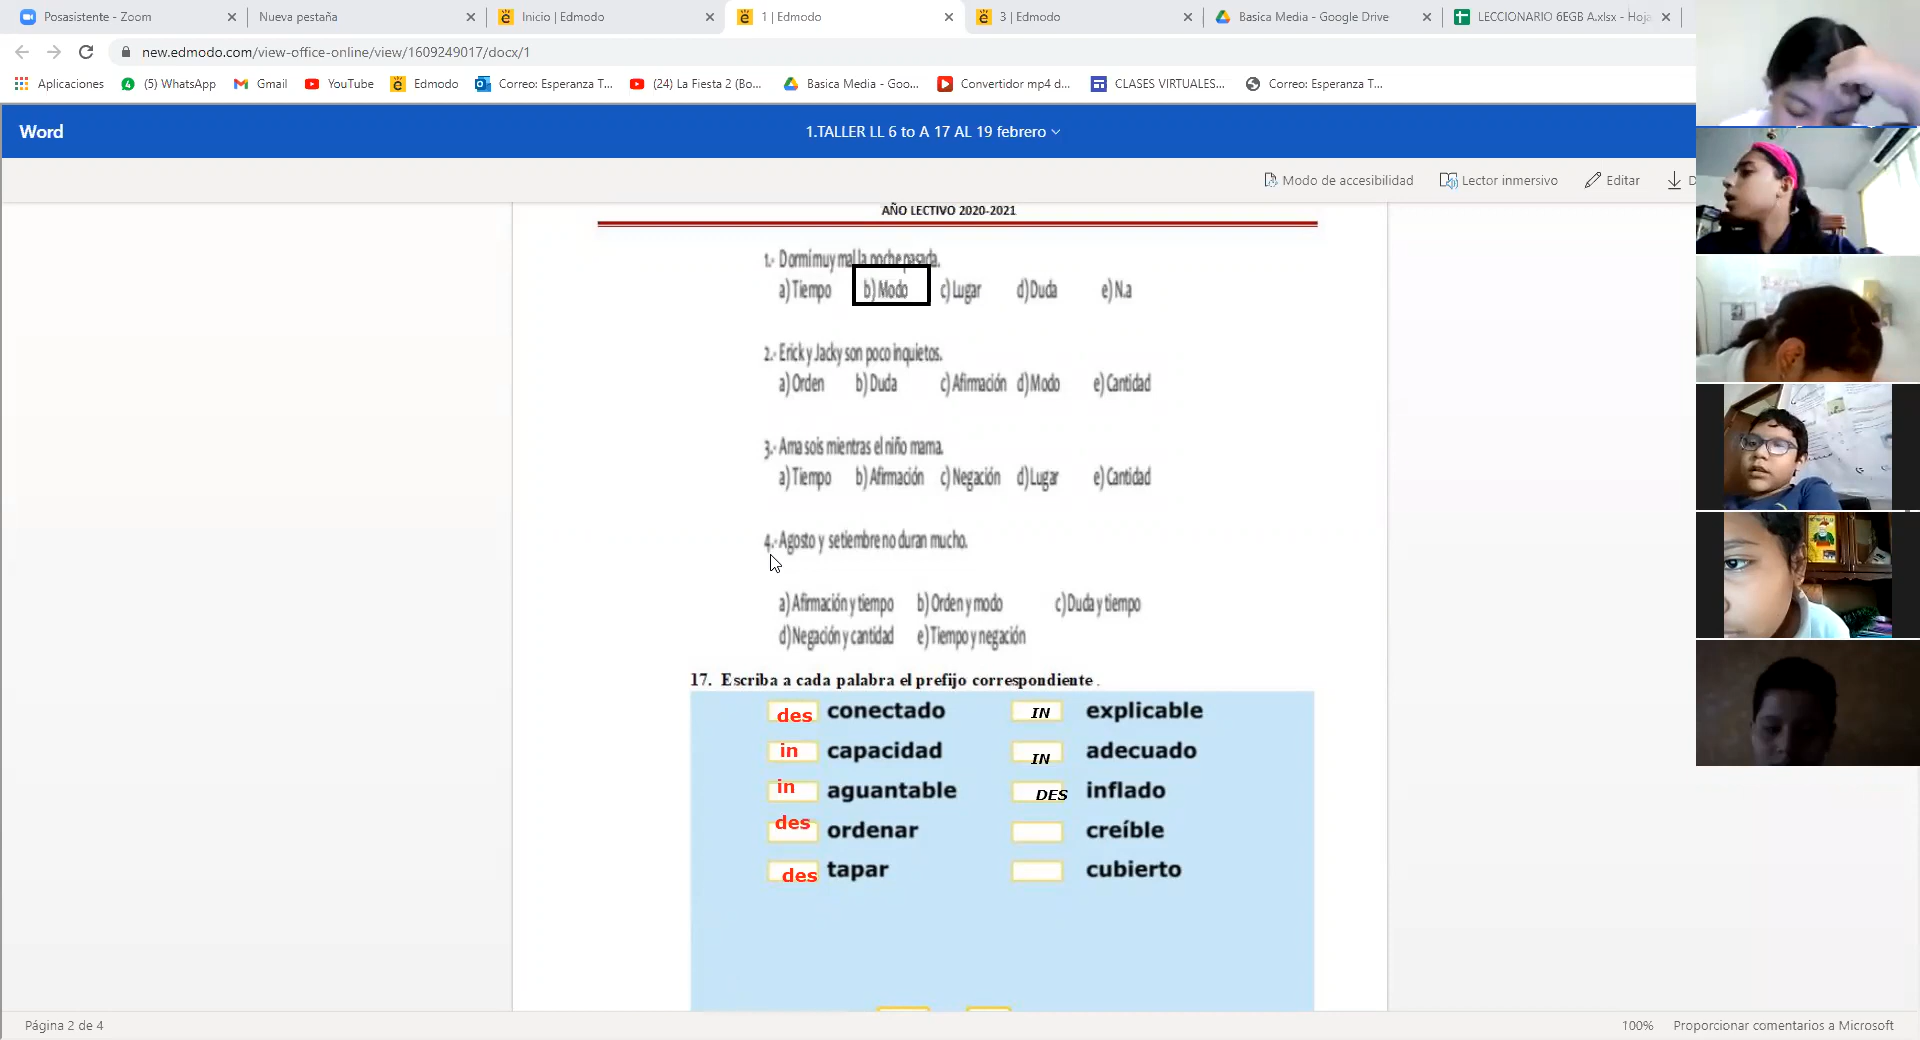 Posasistente - Zoom
Nueva pestaña
Inicio | Edmodo
1 | Edmodo
3 | Edmodo
Basica Media - Google Drive
LECCIONARIO 6EGB A.xlsx - Hoja
new.edmodo.com/view-office-online/view/1609249017/docx/1
Aplicaciones
(5) WhatsApp
Gmail
YouTube
Edmodo
Correo: Esperanza T...
(24) La Fiesta 2 (Bo...
Basica Media - Goo...
Convertidor mp4 d...
CLASES VIRTUALES...
Correo: Esperanza T...
Word
1.TALLER LL 6 to A 17 AL 19 febrero
Modo de accesibilidad
Lector inmersivo
Editar
D
AÑO LECTIVO 2020-2021
1.- Dormí muy mal la noche pasada.
a) Tiempo b) Modo c) Lugar d) Duda e) N.a
2.- Erick y Jacky son poco inquietos.
a) Orden b) Duda c) Afirmación d) Modo e) Cantidad
3.- Ama sois mientras el niño mama.
a) Tiempo b) Afirmación c) Negación d) Lugar e) Cantidad
4.- Agosto y setiembre no duran mucho.
a) Afirmación y tiempo b) Orden y modo c) Duda y tiempo
d) Negación y cantidad e) Tiempo y negación
17. Escriba a cada palabra el prefijo correspondiente .
des conectado IN explicable
in capacidad IN adecuado
in aguantable DES inflado
des ordenar creíble
des tapar cubierto
Página 2 de 4
100%
Proporcionar comentarios a Microsoft